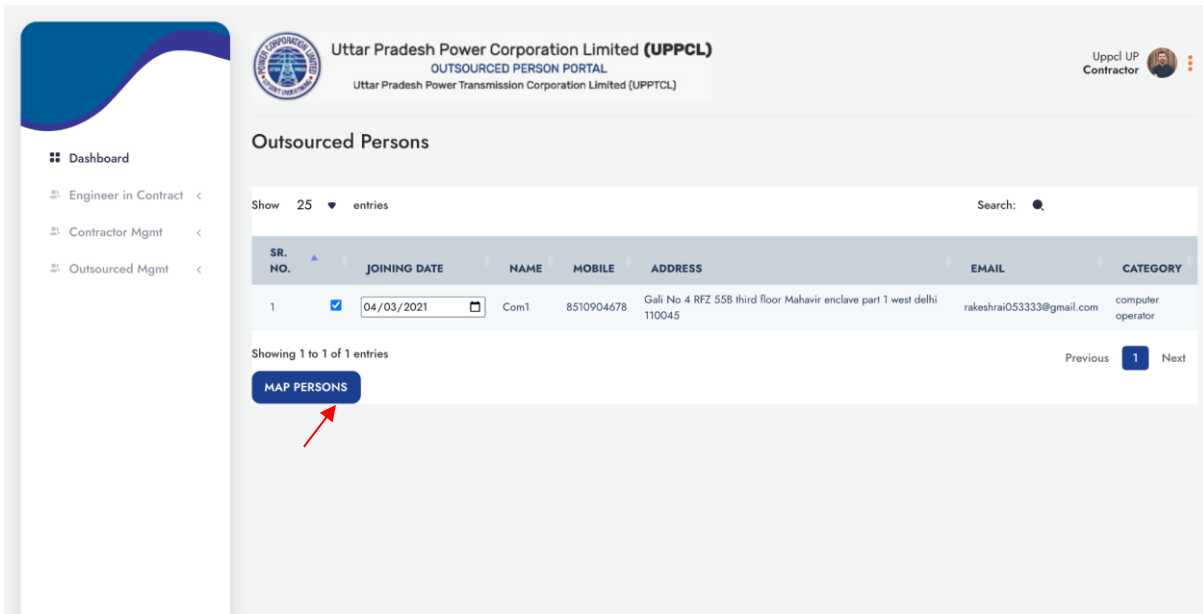 Uttar Pradesh Power Corporation Limited (UPPCL)
OUTSOURCED PERSON PORTAL
Uttar Pradesh Power Transmission Corporation Limited (UPPTCL)
Uppcl UP
Contractor
Dashboard
Engineer in Contract
Contractor Mgmt
Outsourced Mgmt
Outsourced Persons
Show 25 entries
Search:
SR. NO. JOINING DATE NAME MOBILE ADDRESS EMAIL CATEGORY
1 04/03/2021 Com1 8510904678 Gali No 4 RFZ 55B third floor Mahavir enclave part 1 west delhi 110045 rakeshrai053333@gmail.com computer operator
Showing 1 to 1 of 1 entries
Previous 1 Next
MAP PERSONS